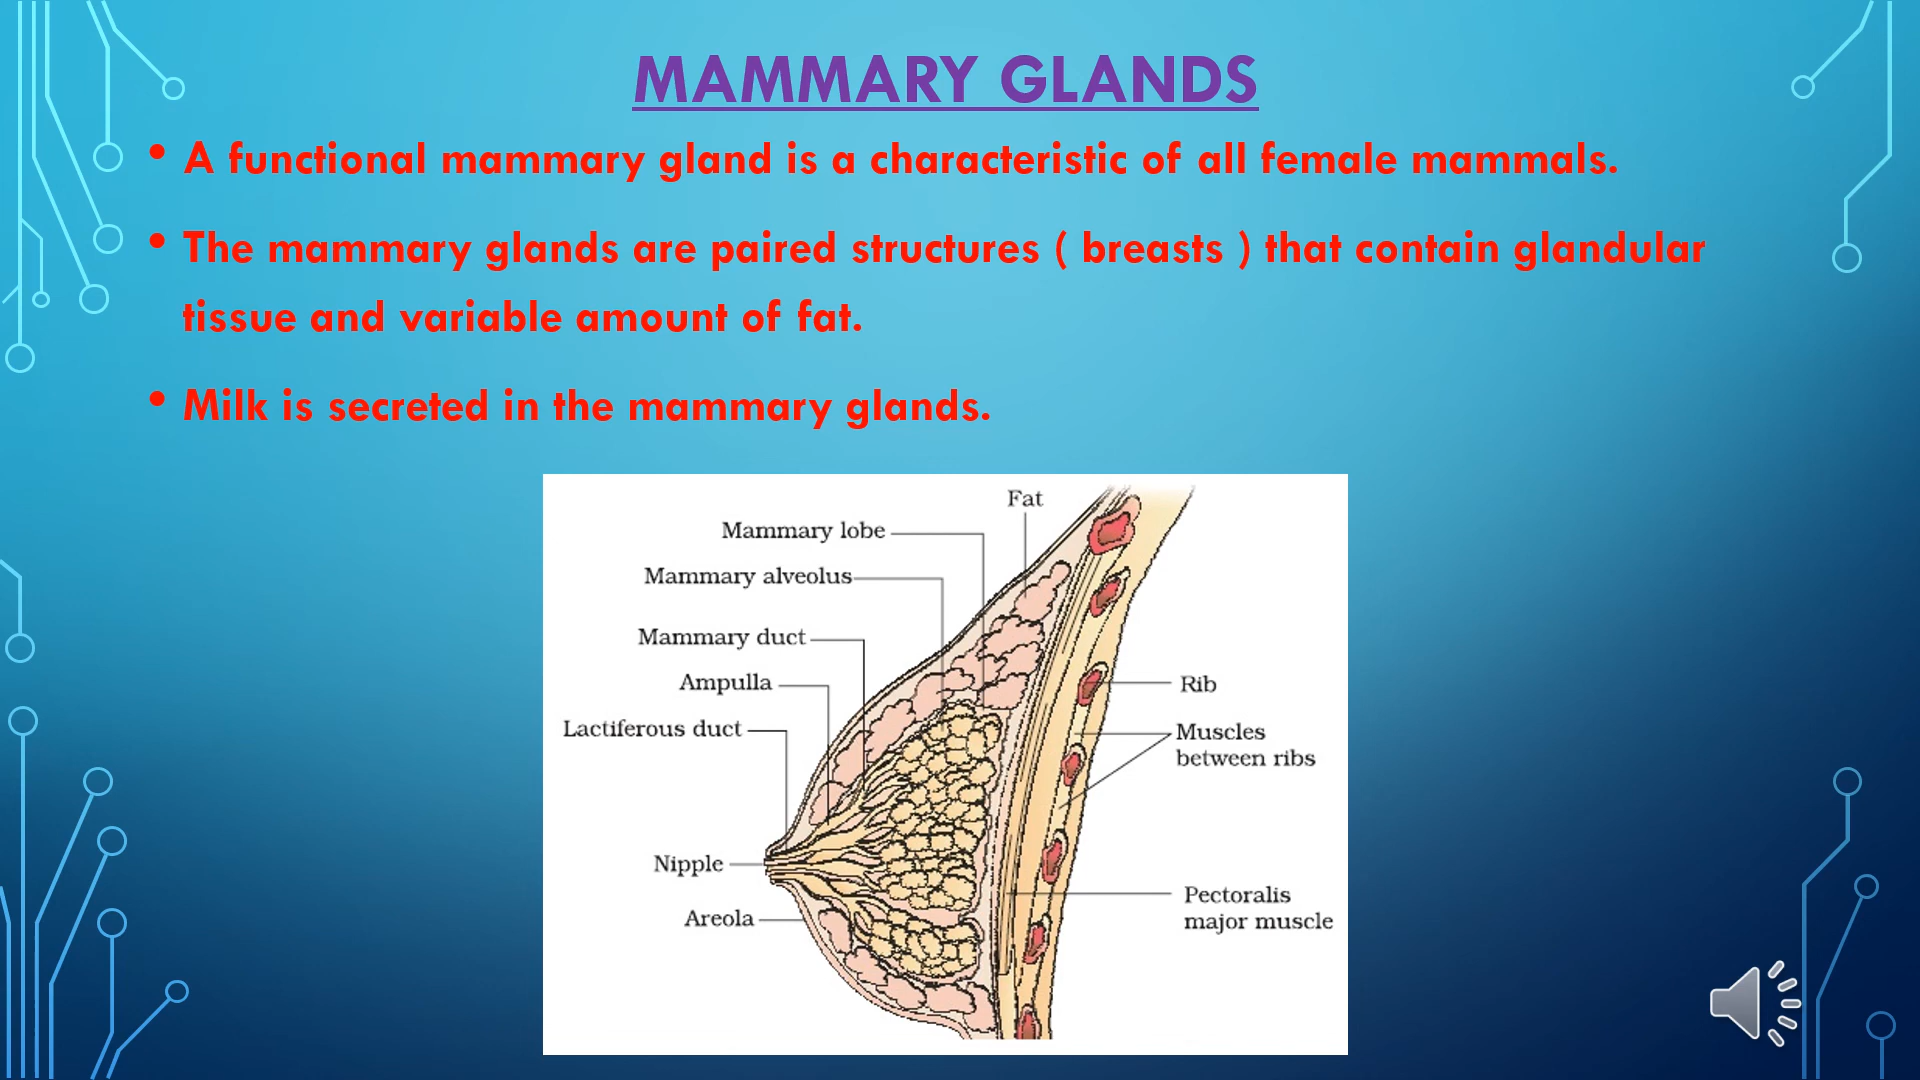 MAMMARY GLANDS
• A functional mammary gland is a characteristic of all female mammals.
• The mammary glands are paired structures ( breasts ) that contain glandular
tissue and variable amount of fat.
• Milk is secreted in the mammary glands.
Fat
Mammary lobe
Mammary alveolus
Mammary duct
Ampulla
Lactiferous duct
Nipple
Areola
Rib
Muscles
between ribs
Pectoralis
major muscle